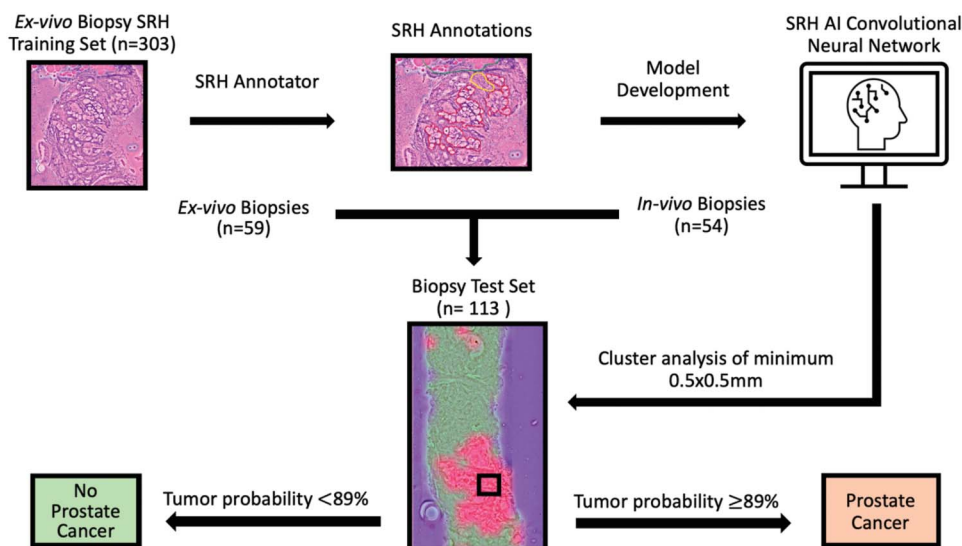 Ex-vivo Biopsy SRH
Training Set (n=303)
SRH Annotator
SRH Annotations
Model
Development
SRH AI Convolutional
Neural Network
Ex-vivo Biopsies
(n=59)
In-vivo Biopsies
(n=54)
Biopsy Test Set
(n= 113 )
Cluster analysis of minimum
0.5x0.5mm
No
Prostate
Cancer
Tumor probability <89%
Tumor probability ≥89%
Prostate
Cancer